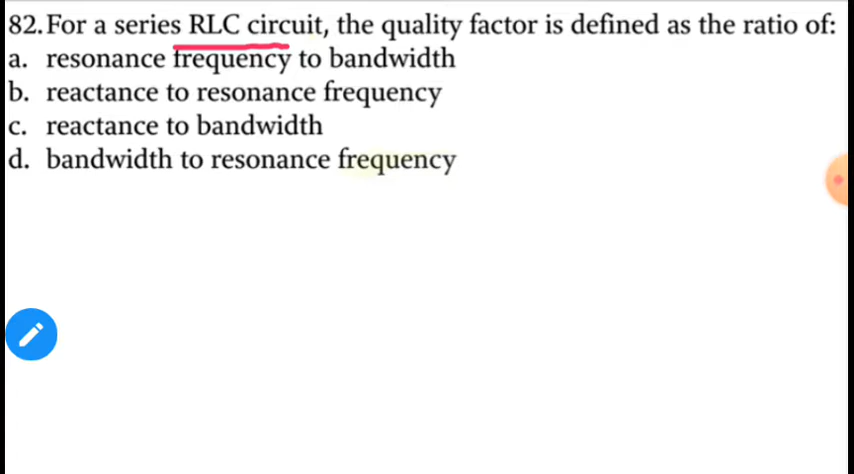 82. For a series RLC circuit, the quality factor is defined as the ratio of:
a. resonance frequency to bandwidth
b. reactance to resonance frequency
c. reactance to bandwidth
d. bandwidth to resonance frequency